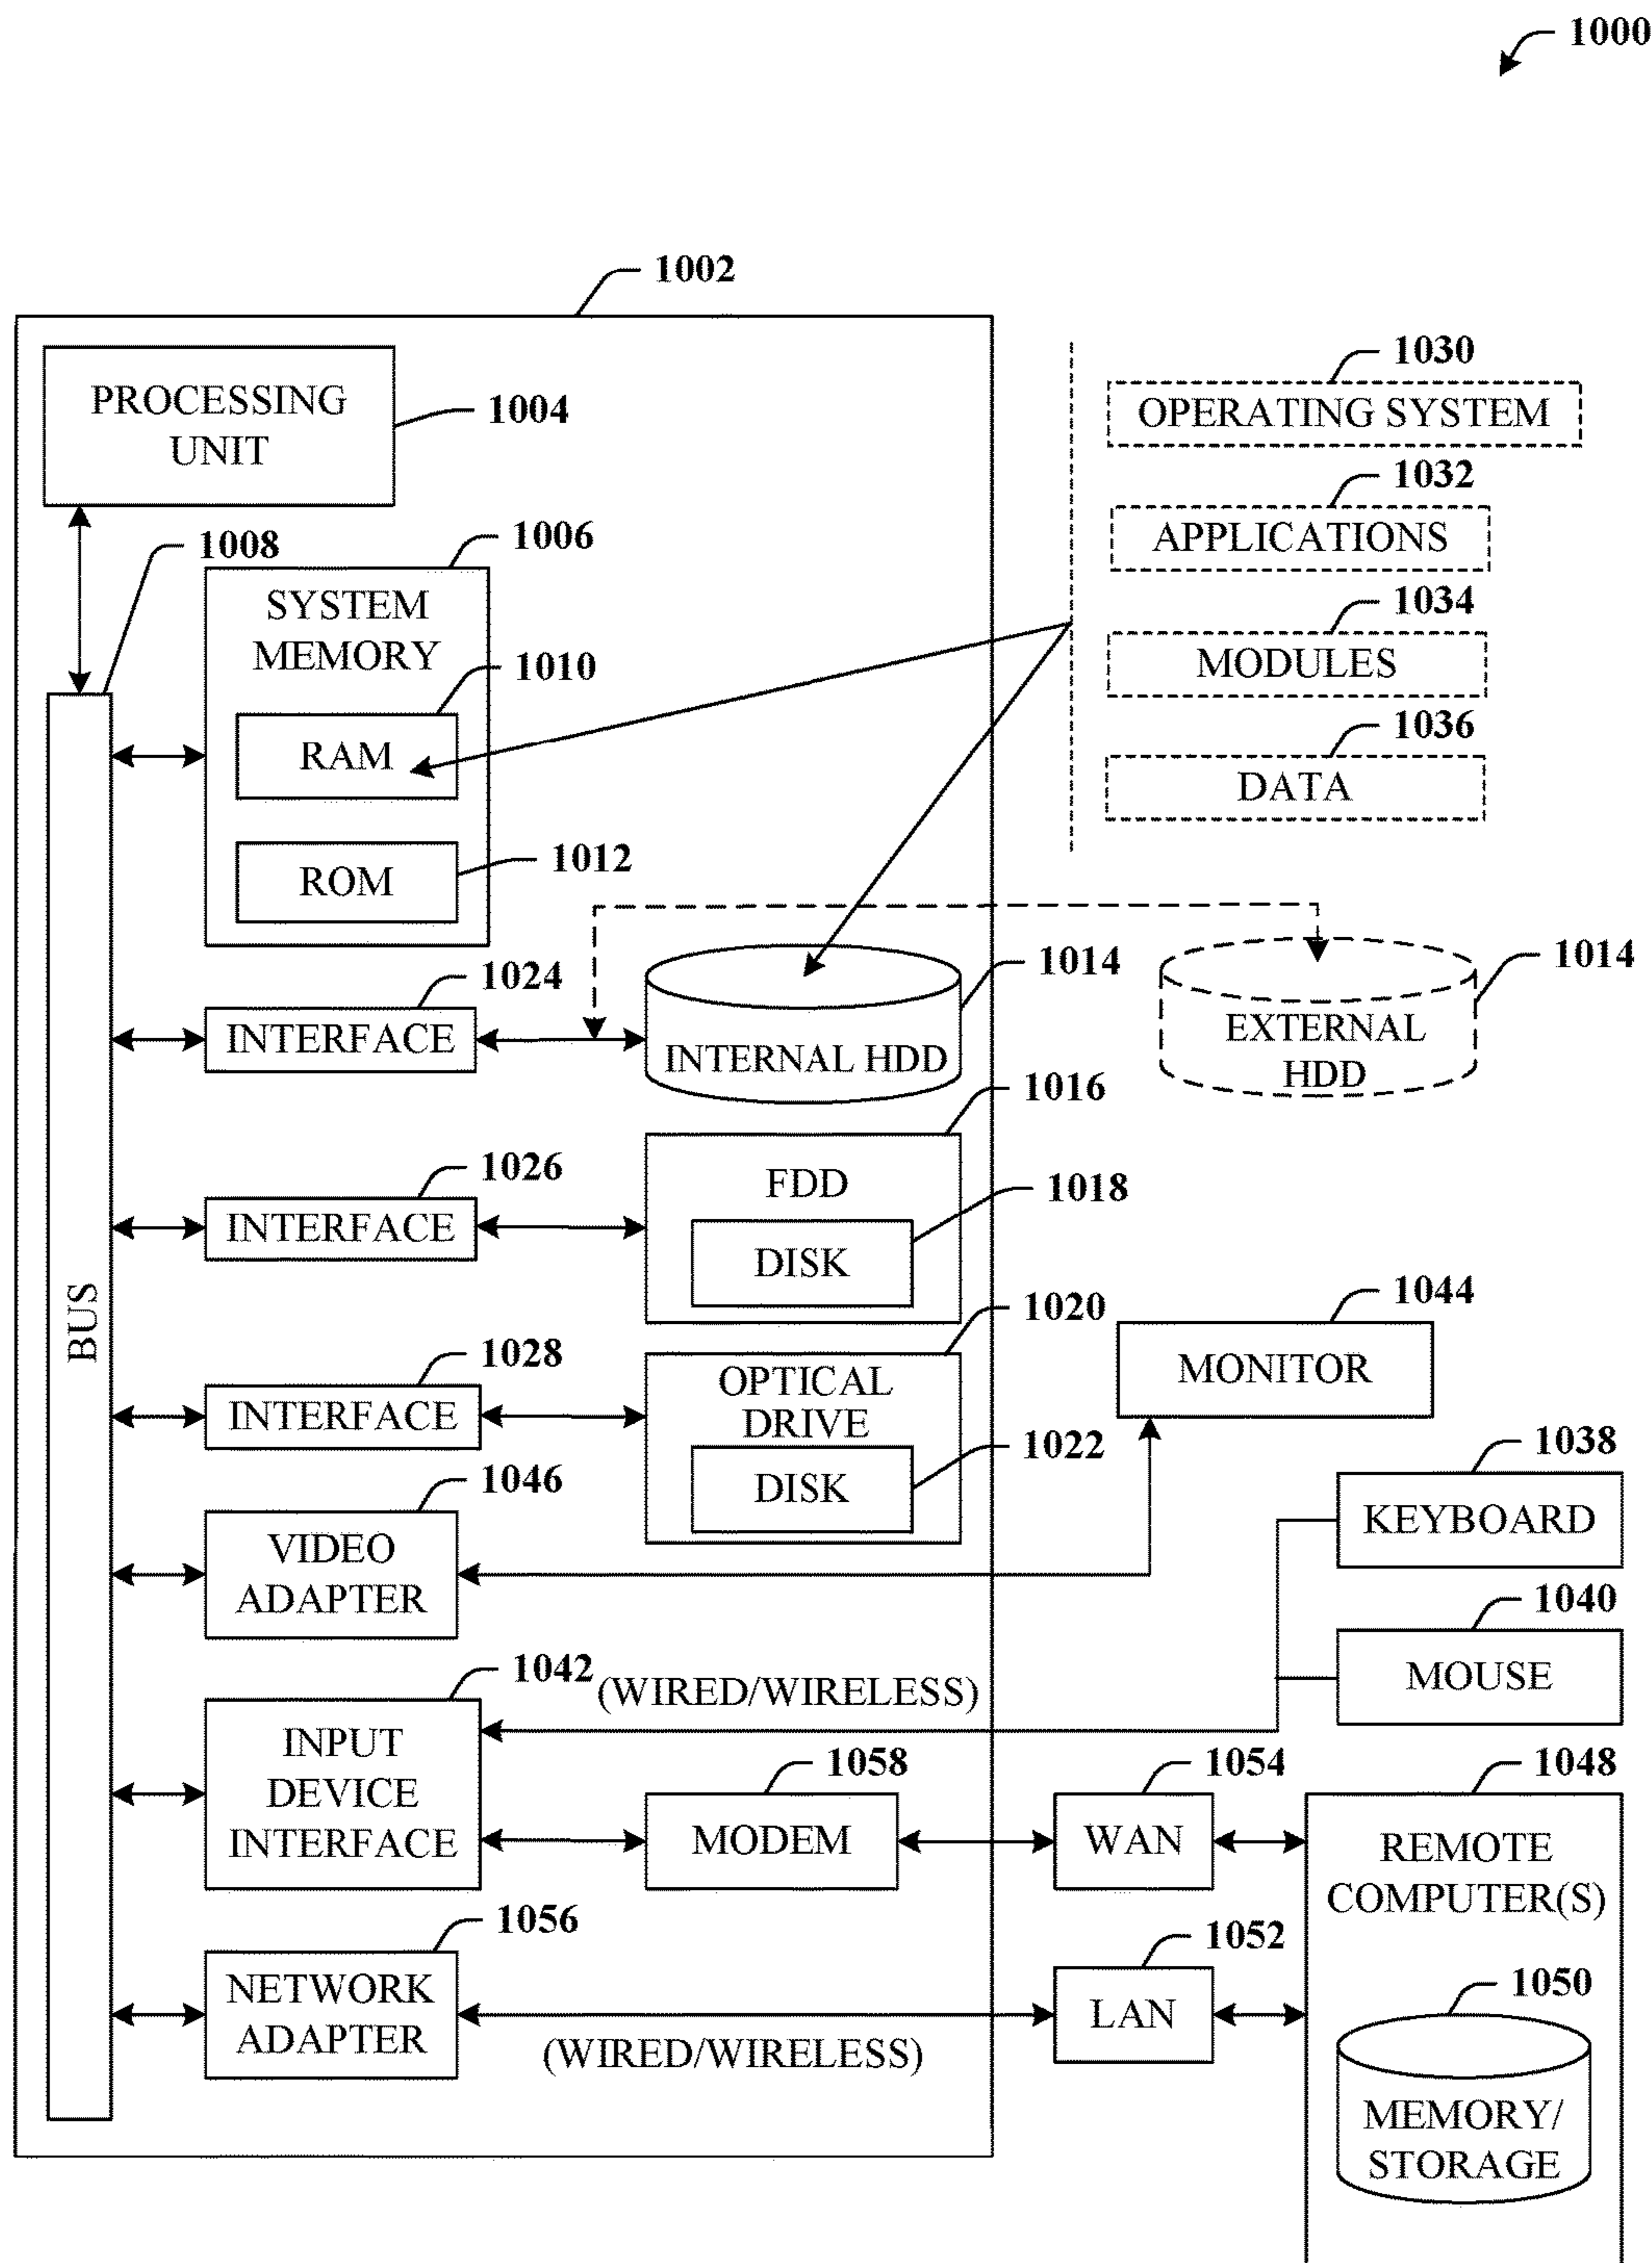 1000
1002
PROCESSING
UNIT
1004
1030
OPERATING SYSTEM
1032
APPLICATIONS
1034
MODULES
1036
DATA
1008
1006
SYSTEM
MEMORY
1010
RAM
1012
ROM
1024
INTERFACE
1014
INTERNAL HDD
1014
EXTERNAL
HDD
1016
FDD
1018
DISK
1026
INTERFACE
BUS
1020
OPTICAL
DRIVE
1022
DISK
1028
INTERFACE
1044
MONITOR
1046
VIDEO
ADAPTER
1038
KEYBOARD
1040
MOUSE
1042
(WIRED/WIRELESS)
INPUT
DEVICE
INTERFACE
1058
MODEM
1054
WAN
1048
REMOTE
COMPUTER(S)
1056
NETWORK
ADAPTER
(WIRED/WIRELESS)
1052
LAN
1050
MEMORY/
STORAGE